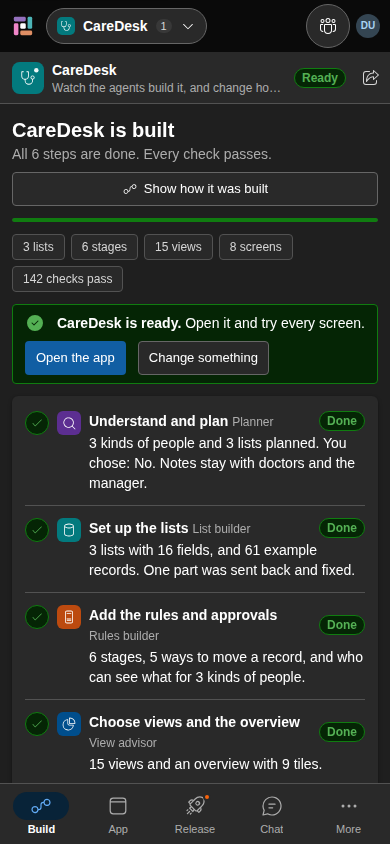 CareDesk 1
DU
CareDesk
Watch the agents build it, and change ho...
Ready
CareDesk is built
All 6 steps are done. Every check passes.
Show how it was built
3 lists
6 stages
15 views
8 screens
142 checks pass
CareDesk is ready. Open it and try every screen.
Open the app
Change something
Understand and plan Planner
Done
3 kinds of people and 3 lists planned. You
chose: No. Notes stay with doctors and the
manager.
Set up the lists List builder
Done
3 lists with 16 fields, and 61 example
records. One part was sent back and fixed.
Add the rules and approvals
Rules builder
Done
6 stages, 5 ways to move a record, and who
can see what for 3 kinds of people.
Choose views and the overview
View advisor
Done
15 views and an overview with 9 tiles.
Build
App
Release
Chat
More